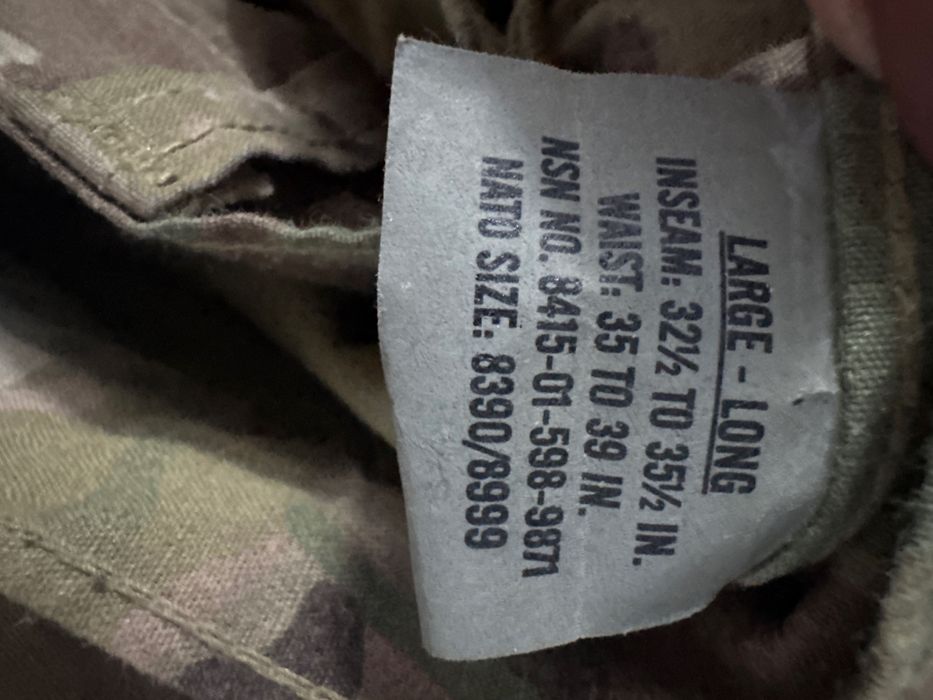 LARGE - LONG
INSEAM: 32½ TO 35½ IN.
WAIST: 35 TO 39 IN.
NSN NO. 8415-01-598-9871
NATO SIZE: 8390/8999